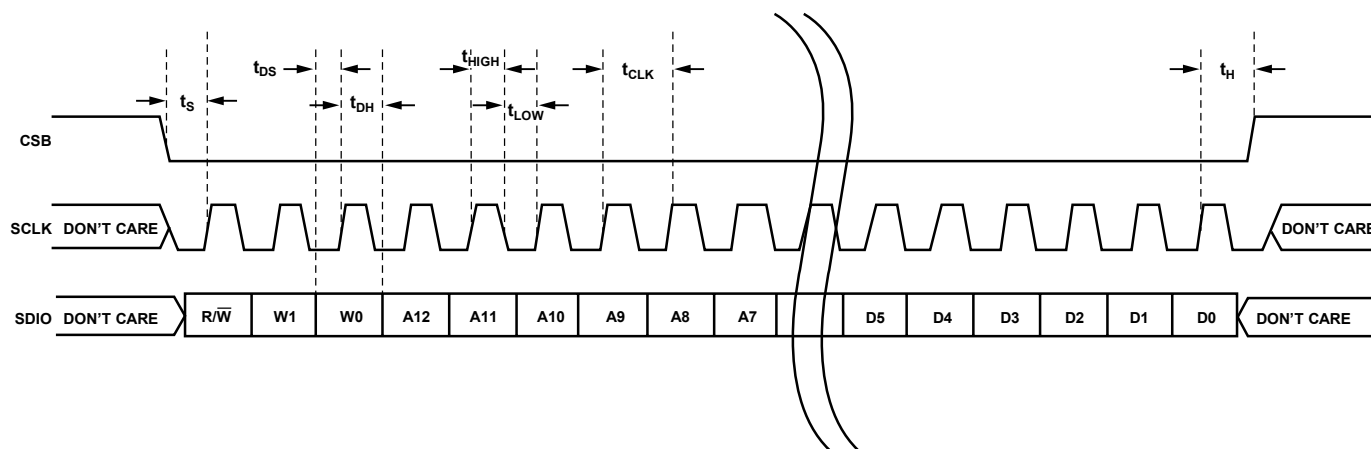 tDS
tHIGH
tCLK
tH
tS
tDH
tLOW
CSB
SCLK DON'T CARE
DON'T CARE
SDIO DON'T CARE R/W̅ W1 W0 A12 A11 A10 A9 A8 A7 D5 D4 D3 D2 D1 D0 DON'T CARE